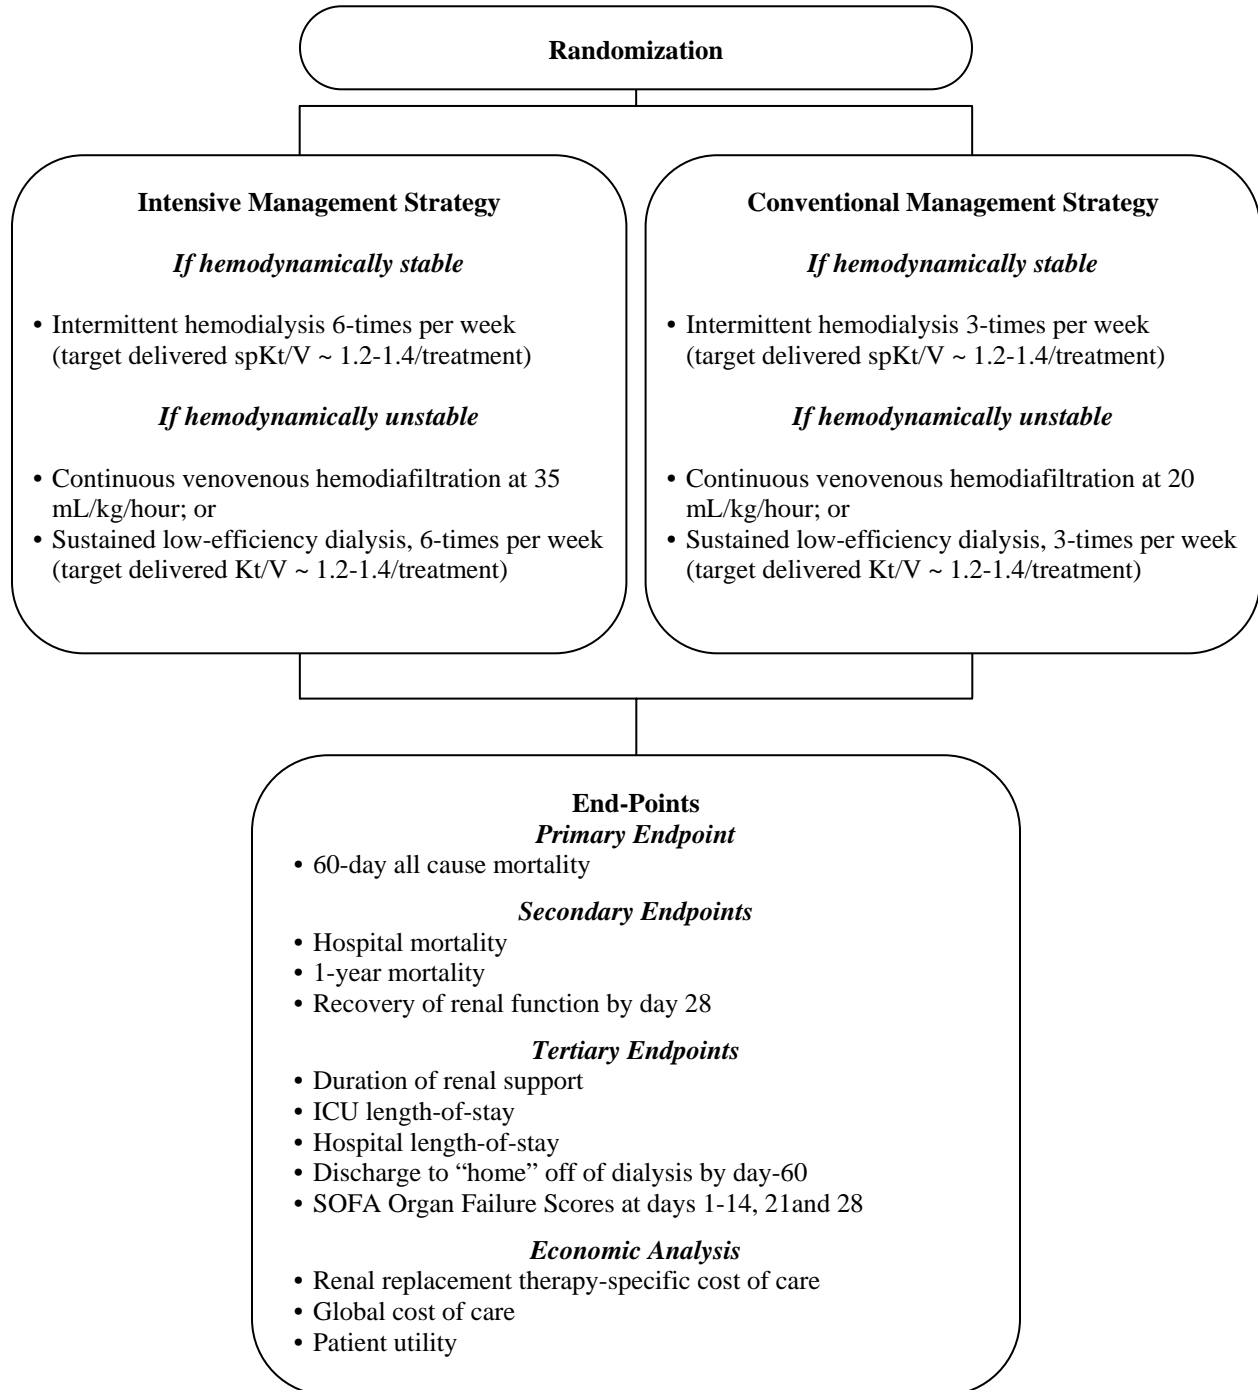 Randomization
Intensive Management Strategy
If hemodynamically stable
• Intermittent hemodialysis 6-times per week
(target delivered spKt/V ~ 1.2-1.4/treatment)
If hemodynamically unstable
• Continuous venovenous hemodiafiltration at 35
mL/kg/hour; or
• Sustained low-efficiency dialysis, 6-times per week
(target delivered Kt/V ~ 1.2-1.4/treatment)
Conventional Management Strategy
If hemodynamically stable
• Intermittent hemodialysis 3-times per week
(target delivered spKt/V ~ 1.2-1.4/treatment)
If hemodynamically unstable
• Continuous venovenous hemodiafiltration at 20
mL/kg/hour; or
• Sustained low-efficiency dialysis, 3-times per week
(target delivered Kt/V ~ 1.2-1.4/treatment)
End-Points
Primary Endpoint
• 60-day all cause mortality
Secondary Endpoints
• Hospital mortality
• 1-year mortality
• Recovery of renal function by day 28
Tertiary Endpoints
• Duration of renal support
• ICU length-of-stay
• Hospital length-of-stay
• Discharge to “home” off of dialysis by day-60
• SOFA Organ Failure Scores at days 1-14, 21and 28
Economic Analysis
• Renal replacement therapy-specific cost of care
• Global cost of care
• Patient utility